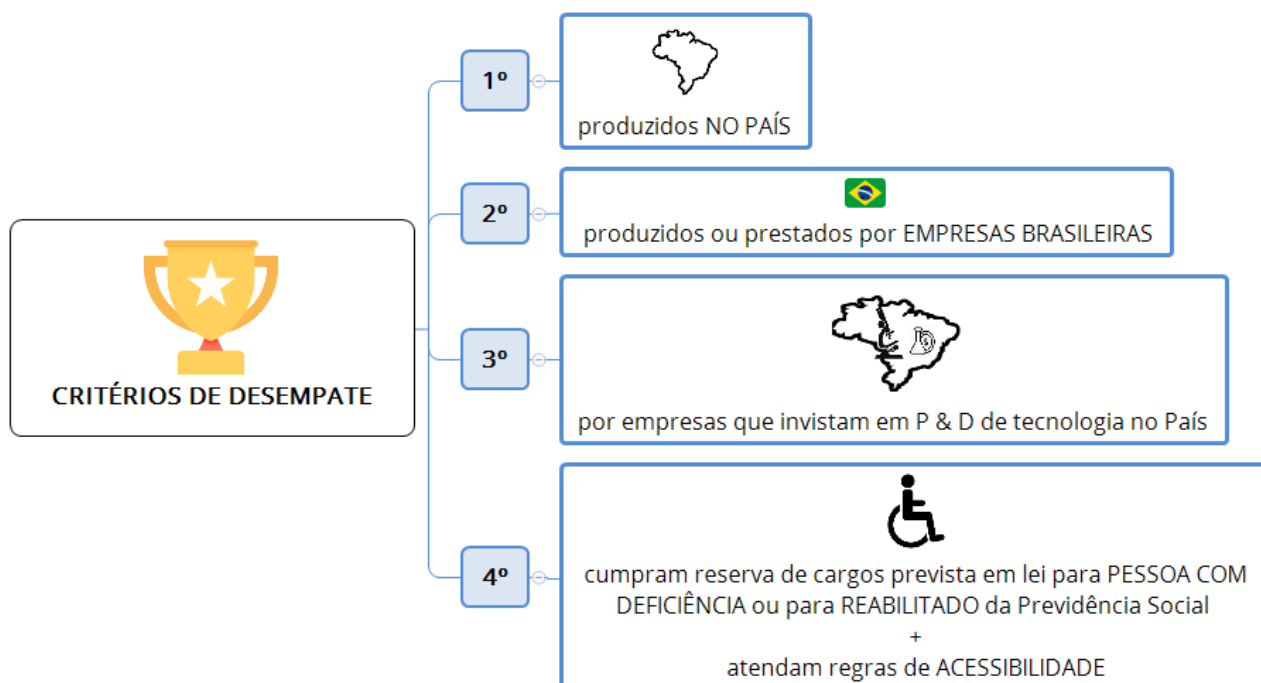 CRITÉRIOS DE DESEMPATE
1º
produzidos NO PAÍS
2º
produzidos ou prestados por EMPRESAS BRASILEIRAS
3º
por empresas que invistam em P & D de tecnologia no País
4º
cumpram reserva de cargos prevista em lei para PESSOA COM
DEFICIÊNCIA ou para REABILITADO da Previdência Social
+
atendam regras de ACESSIBILIDADE